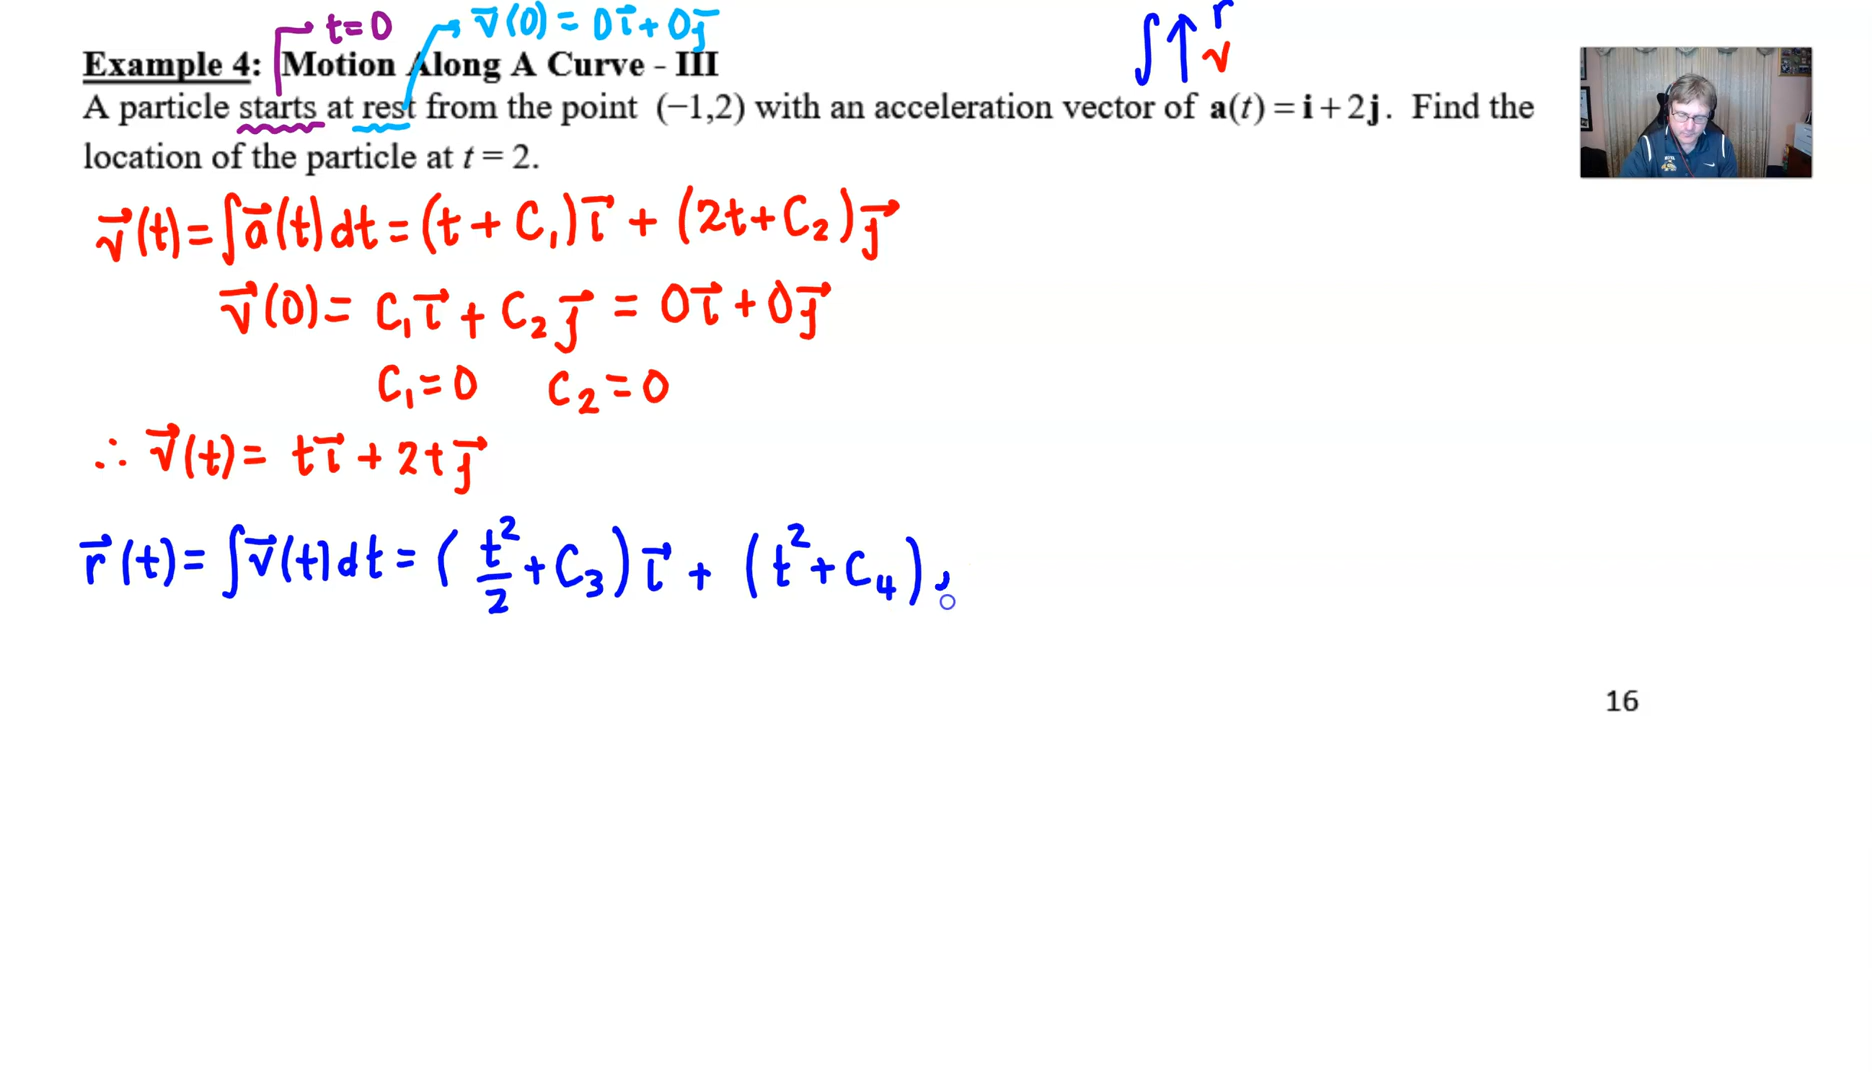 t=0 v⃗(0) = 0i⃗ + 0j⃗
∫ ↑ r
v
Example 4: Motion Along A Curve - III
A particle starts at rest from the point (−1,2) with an acceleration vector of a(t) = i + 2j. Find the
location of the particle at t = 2.
v⃗(t) = ∫a⃗(t)dt = (t + C₁)i⃗ + (2t + C₂)j⃗
v⃗(0) = C₁i⃗ + C₂j⃗ = 0i⃗ + 0j⃗
C₁ = 0 C₂ = 0
∴ v⃗(t) = ti⃗ + 2tj⃗
r⃗(t) = ∫v⃗(t)dt = (t²/2 + C₃)i⃗ + (t² + C₄)
16